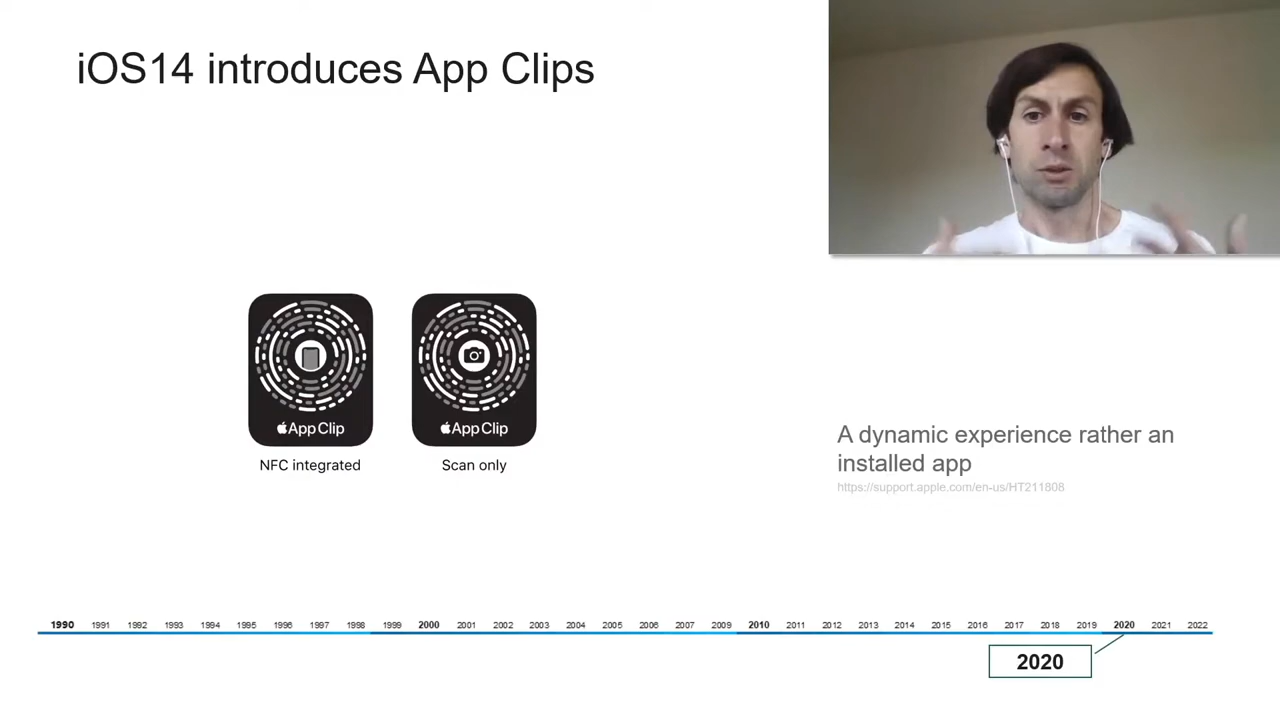 iOS14 introduces App Clips
App Clip
App Clip
NFC integrated
Scan only
A dynamic experience rather an
installed app
https://support.apple.com/en-us/HT211808
1990 1991 1992 1993 1994 1995 1996 1997 1998 1999 2000 2001 2002 2003 2004 2005 2006 2007 2008 2009 2010 2011 2012 2013 2014 2015 2016 2017 2018 2019 2020 2021 2022
2020